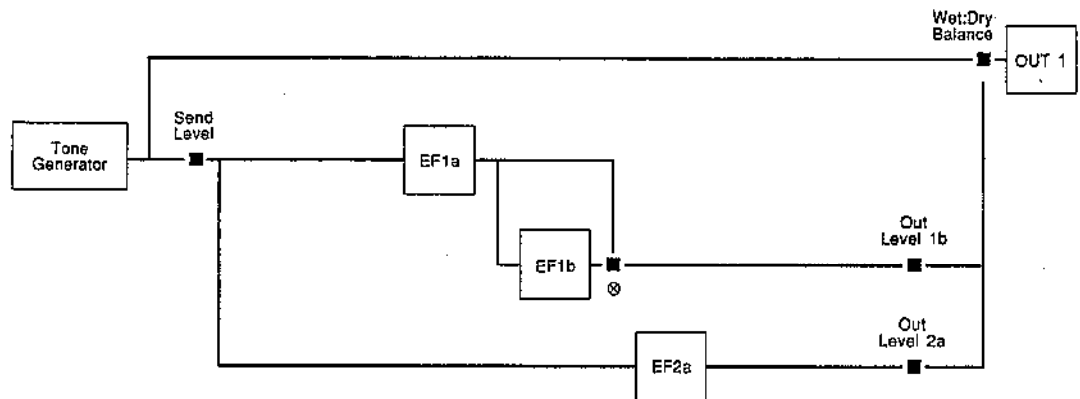 Wet:Dry
Balance
OUT 1
Send
Level
Tone
Generator
EF1a
EF1b
Out
Level 1b
Out
Level 2a
EF2a